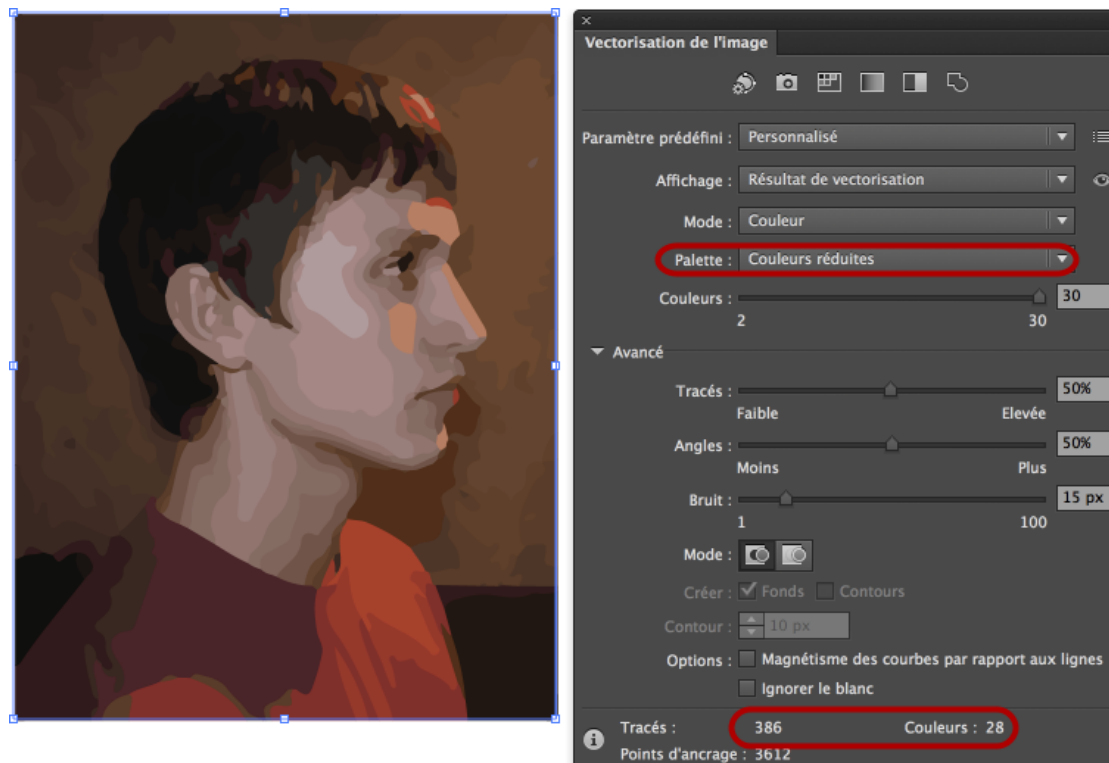 Vectorisation de l'image
Paramètre prédéfini : Personnalisé
Affichage : Résultat de vectorisation
Mode : Couleur
Palette : Couleurs réduites
Couleurs : 30
2 30
Avancé
Tracés : 50%
Faible Elevée
Angles : 50%
Moins Plus
Bruit : 15 px
1 100
Mode :
Créer : Fonds Contours
Contour : 10 px
Options : Magnétisme des courbes par rapport aux lignes
Ignorer le blanc
Tracés : 386 Couleurs : 28
Points d'ancrage : 3612